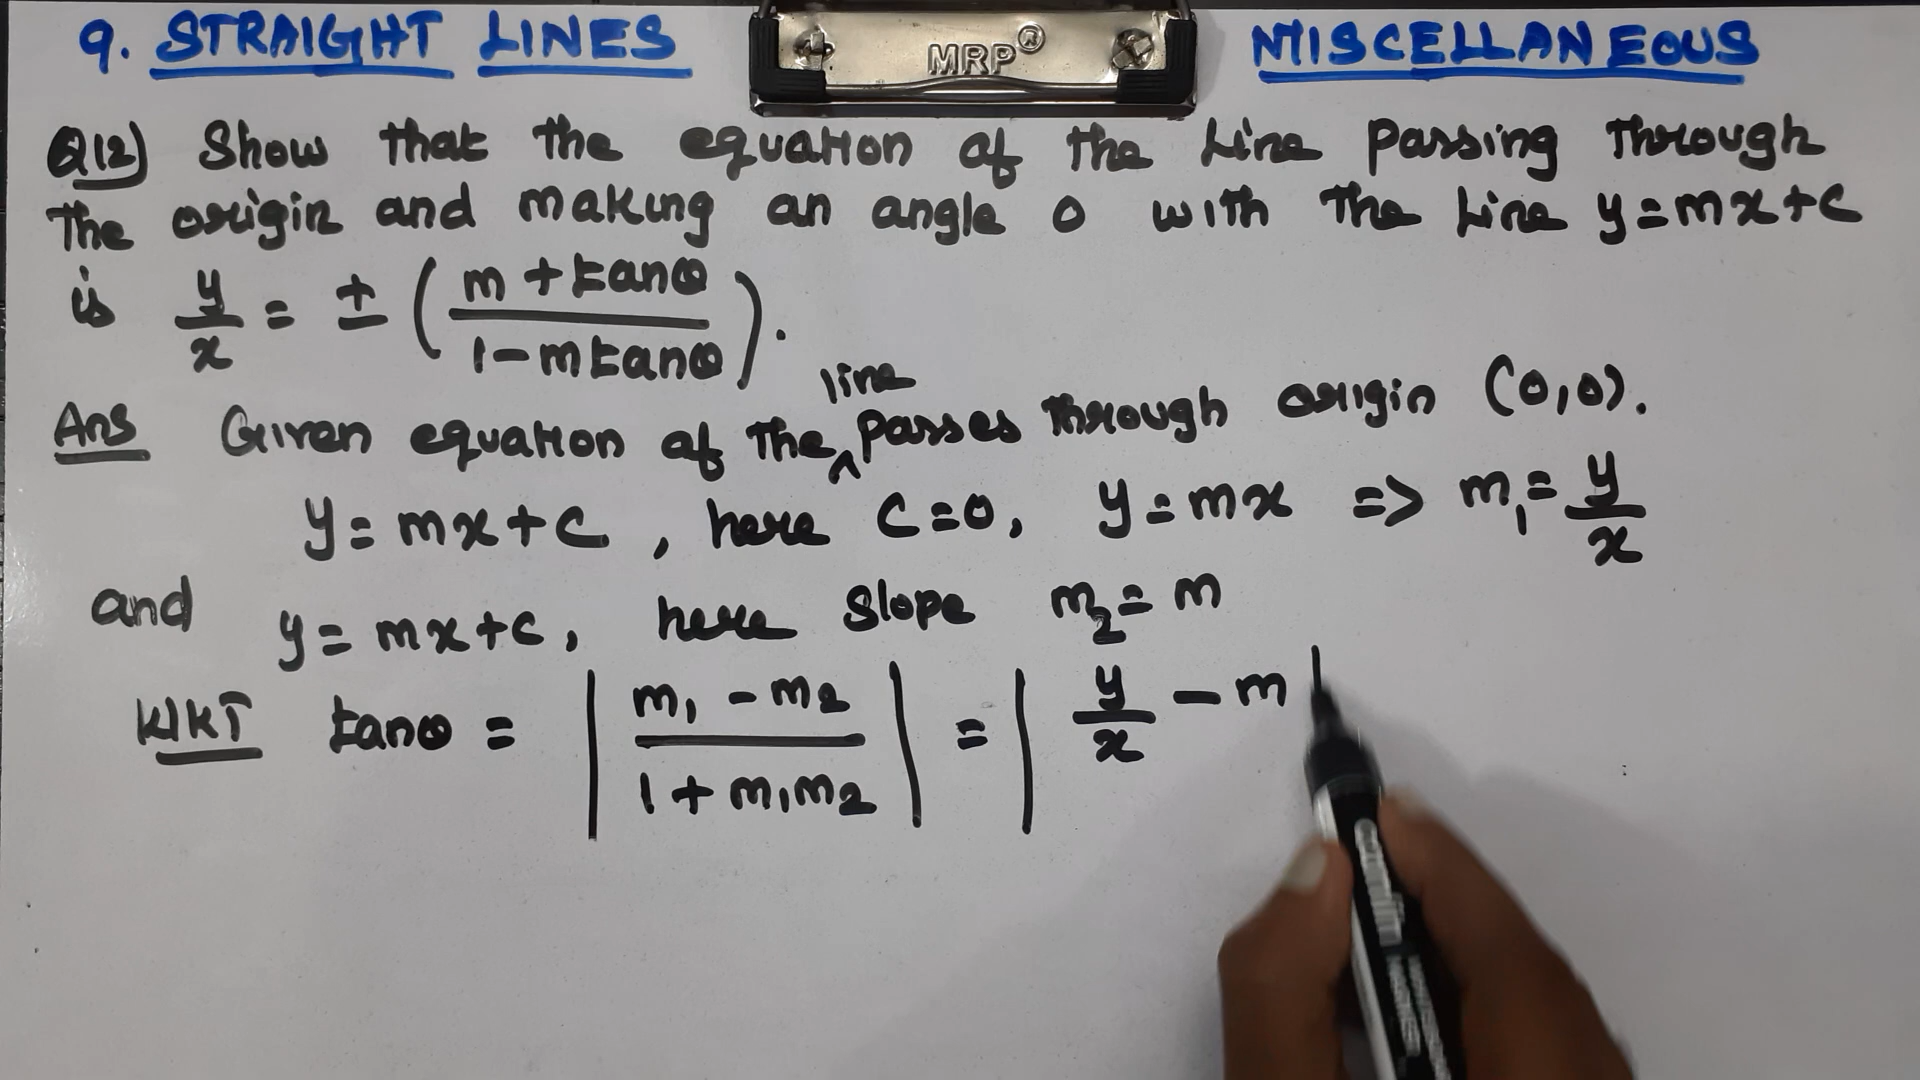 9. STRAIGHT LINES MRP® MISCELLANEOUS
Q12) Show that the equation of the Line passing through
The origin and making an angle θ with the Line y=mx+c
is y/x = ± (m+tanθ / 1-mtanθ).
Ans Given equation of the line passes through origin (0,0).
y=mx+c, here c=0, y=mx => m₁=y/x
and y=mx+c, here slope m₂=m
WKT tanθ = | m₁-m₂ / 1+m₁m₂ | = | y/x - m |